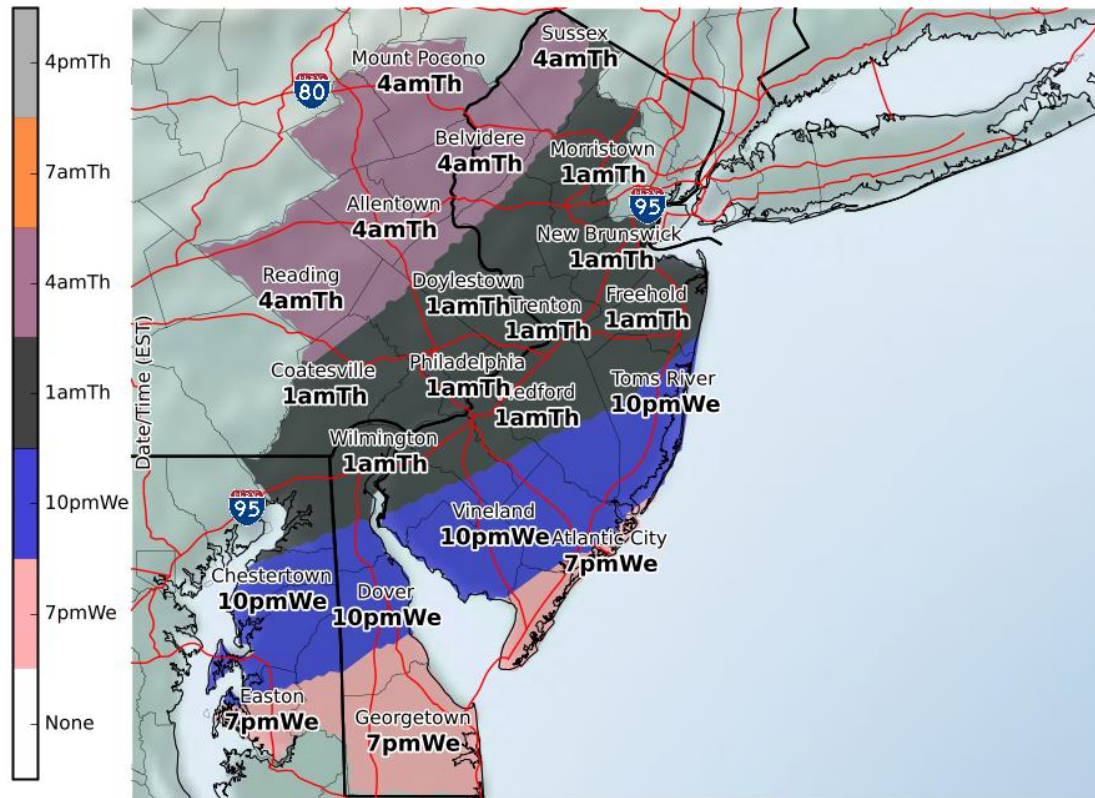 4pmTh
7amTh
4amTh
1amTh
10pmWe
7pmWe
None
Date/Time (EST)
Sussex
4amTh
Mount Pocono
4amTh
80
Belvidere
4amTh
Morristown
1amTh
95
Allentown
4amTh
New Brunswick
1amTh
Reading
4amTh
Doylestown
1amTh
Trenton
1amTh
Freehold
1amTh
Coatesville
1amTh
Philadelphia
1amTh
edford
1amTh
Toms River
10pmWe
Wilmington
1amTh
95
Vineland
10pmWe
Atlantic City
7pmWe
Chestertown
10pmWe
Dover
10pmWe
Easton
7pmWe
Georgetown
7pmWe